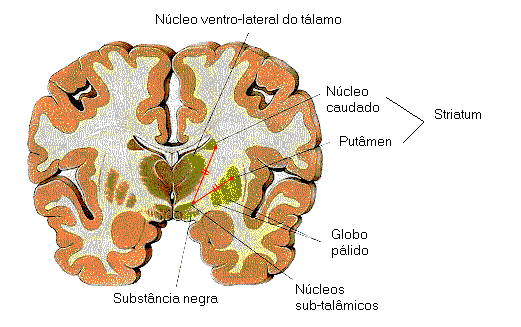 Núcleo ventro-lateral do tálamo
Núcleo
caudado
Striatum
Putâmen
Globo
pálido
Núcleos
sub-talâmicos
Substância negra